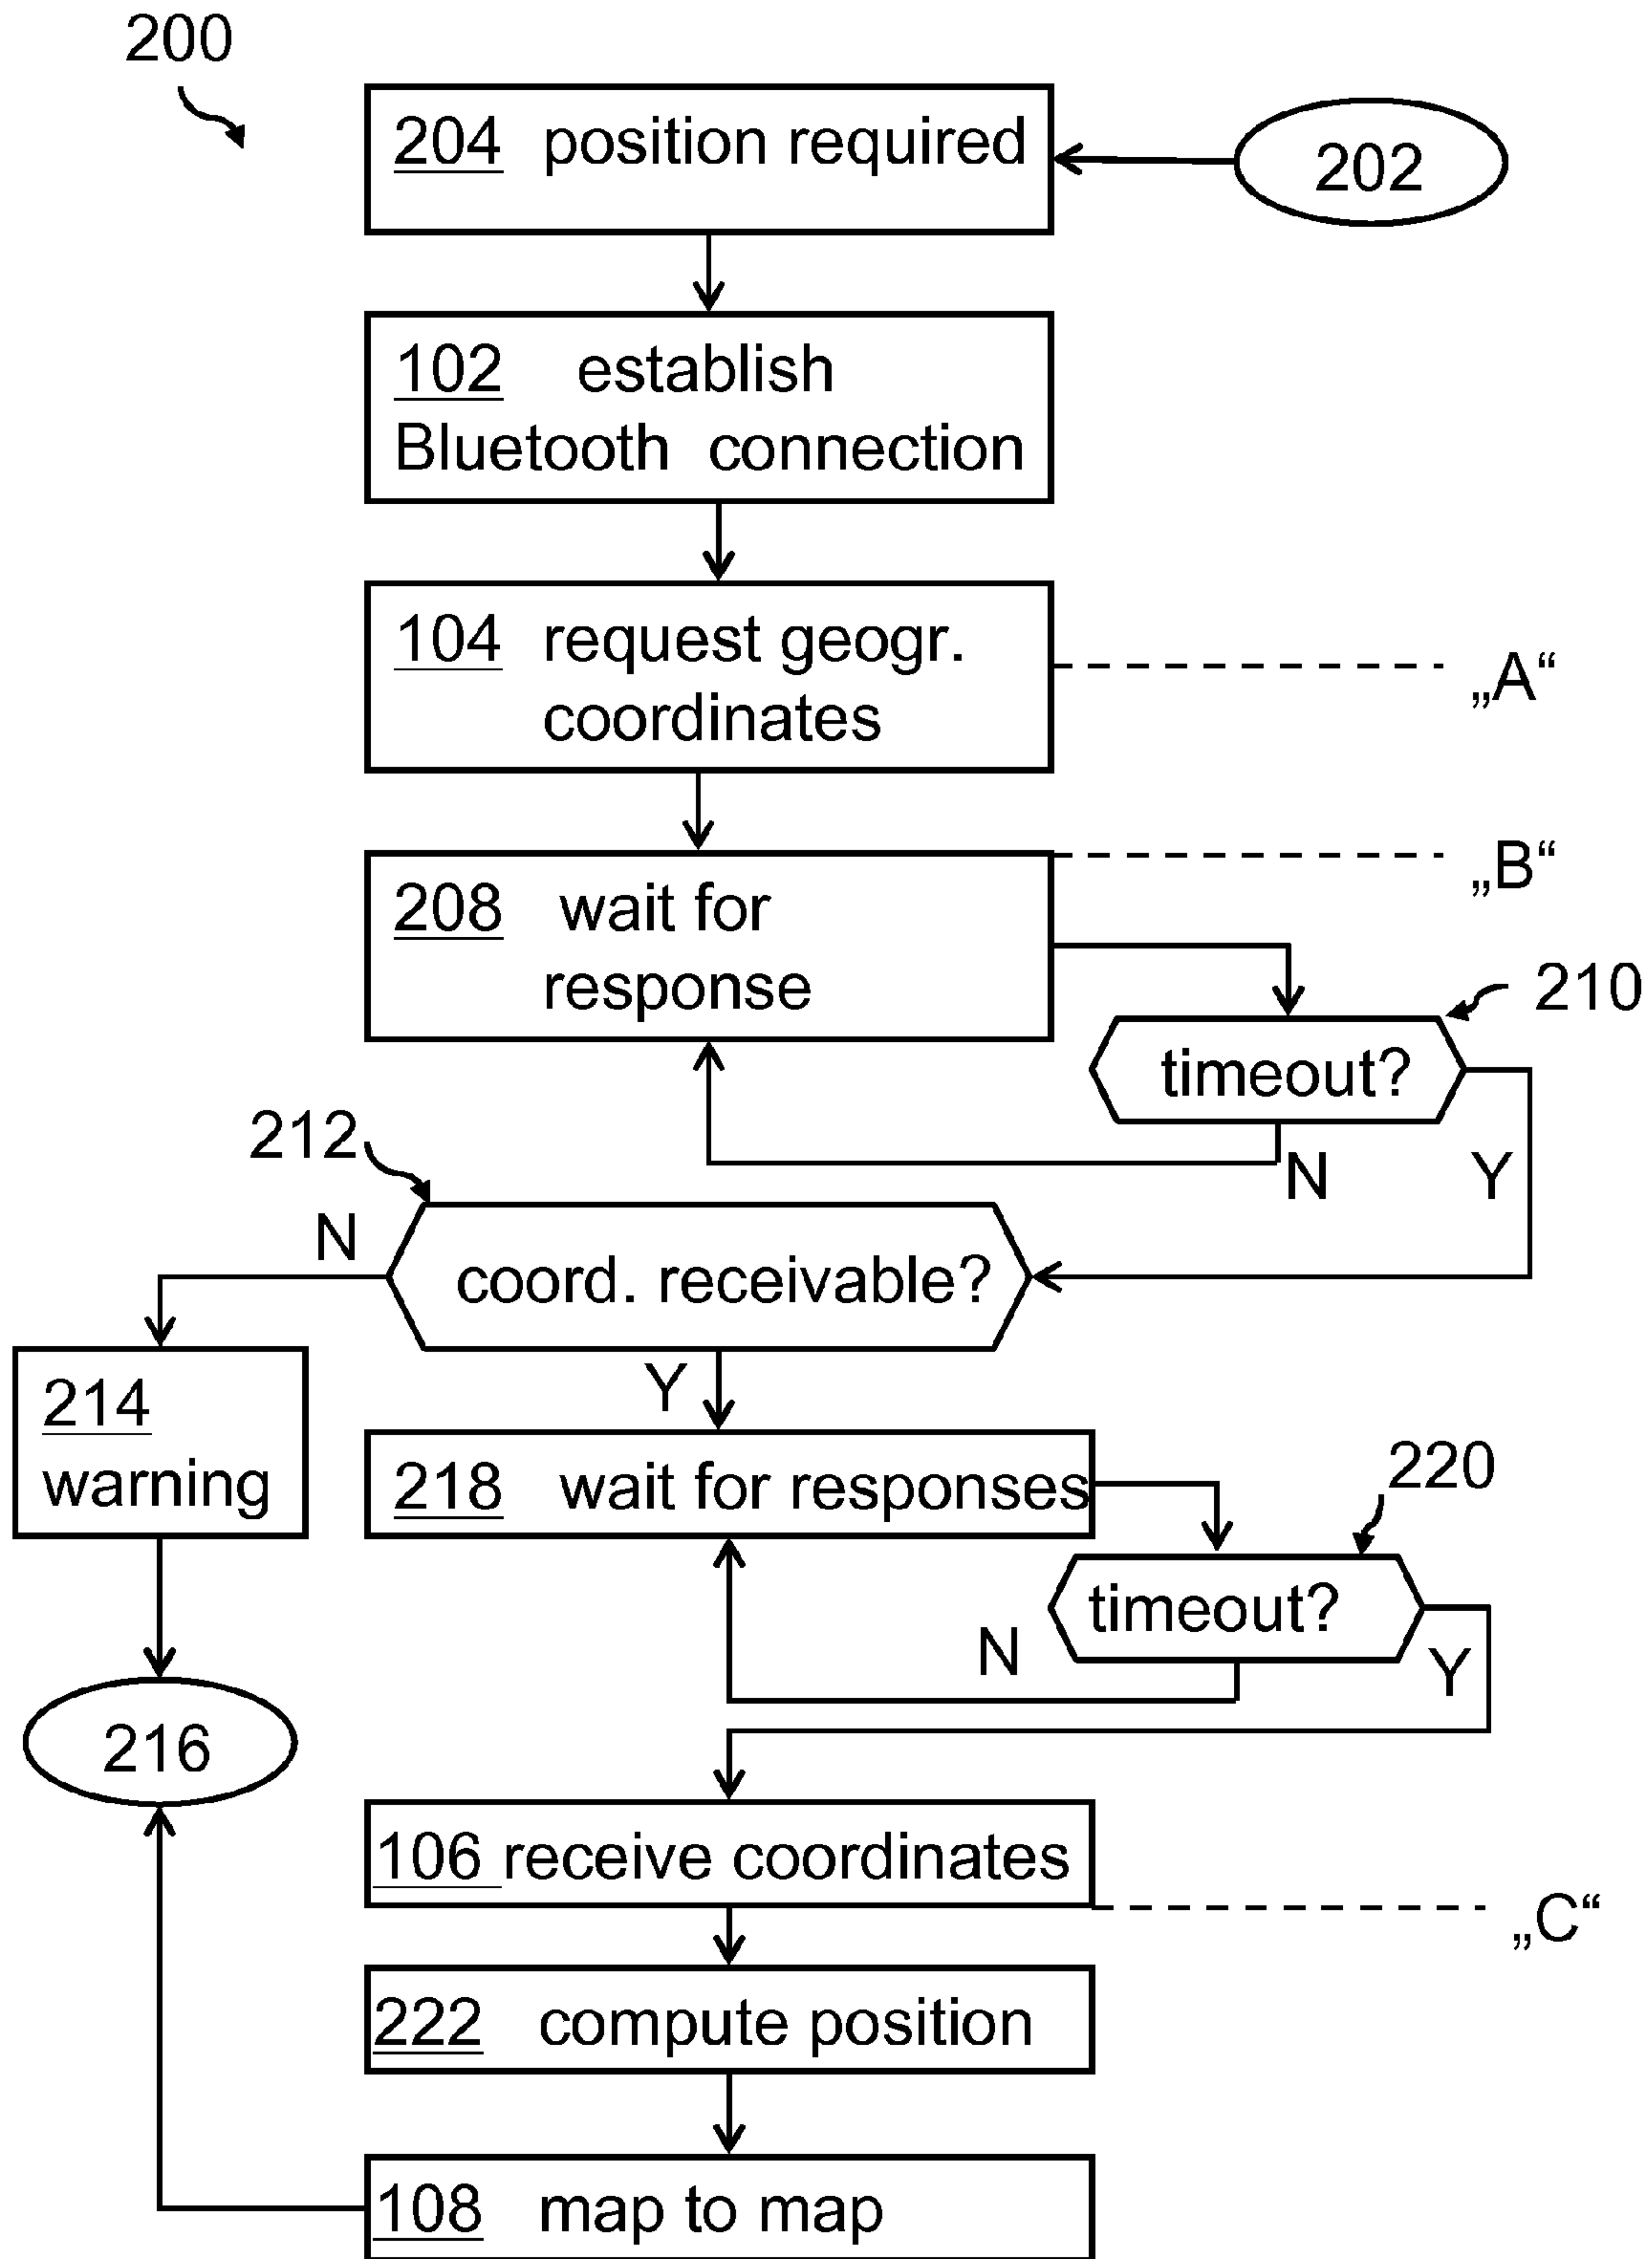 200
204 position required
202
102 establish
Bluetooth connection
104 request geogr.
coordinates
„A“
„B“
208 wait for
response
210
timeout?
212
N
Y
N
coord. receivable?
Y
214
warning
218 wait for responses
220
timeout?
N
Y
216
106 receive coordinates
„C“
222 compute position
108 map to map